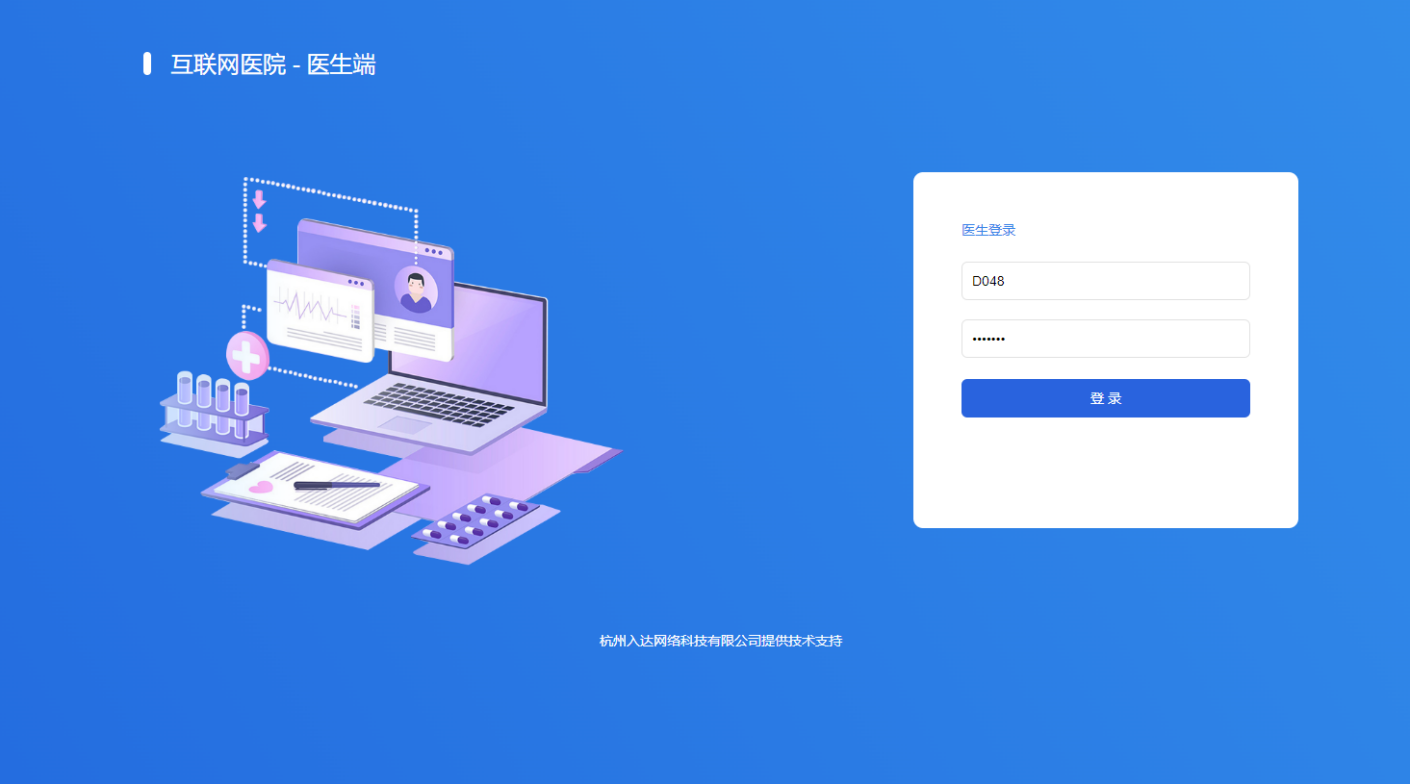 互联网医院 - 医生端
医生登录
D048
•••••••
登 录
杭州入达网络科技有限公司提供技术支持